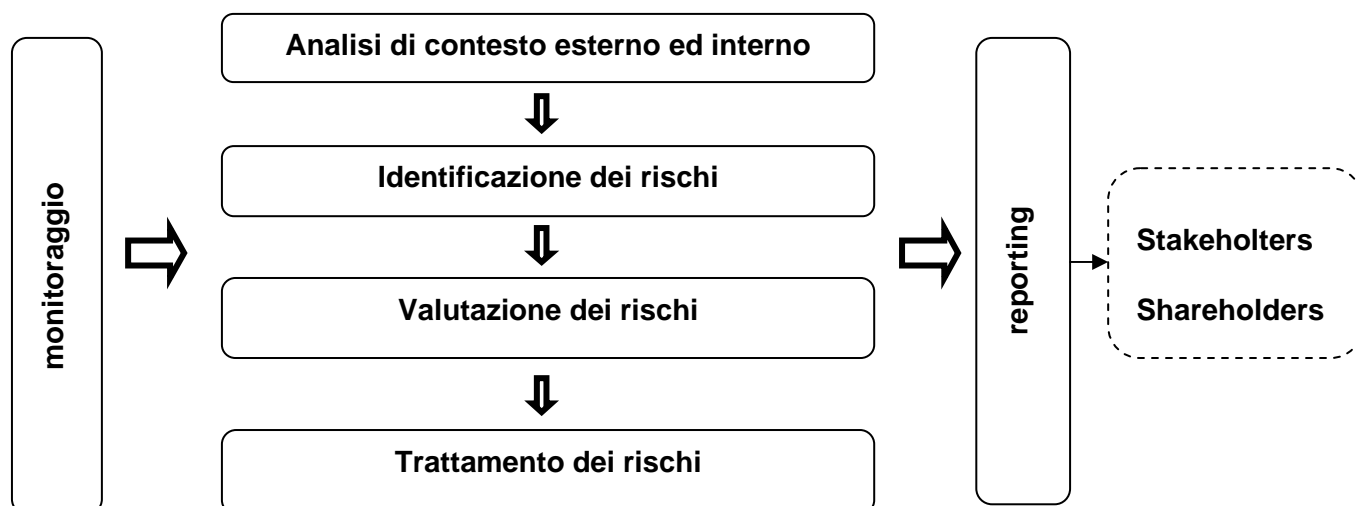 monitoraggio
Analisi di contesto esterno ed interno
Identificazione dei rischi
Valutazione dei rischi
Trattamento dei rischi
reporting
Stakeholters
Shareholders